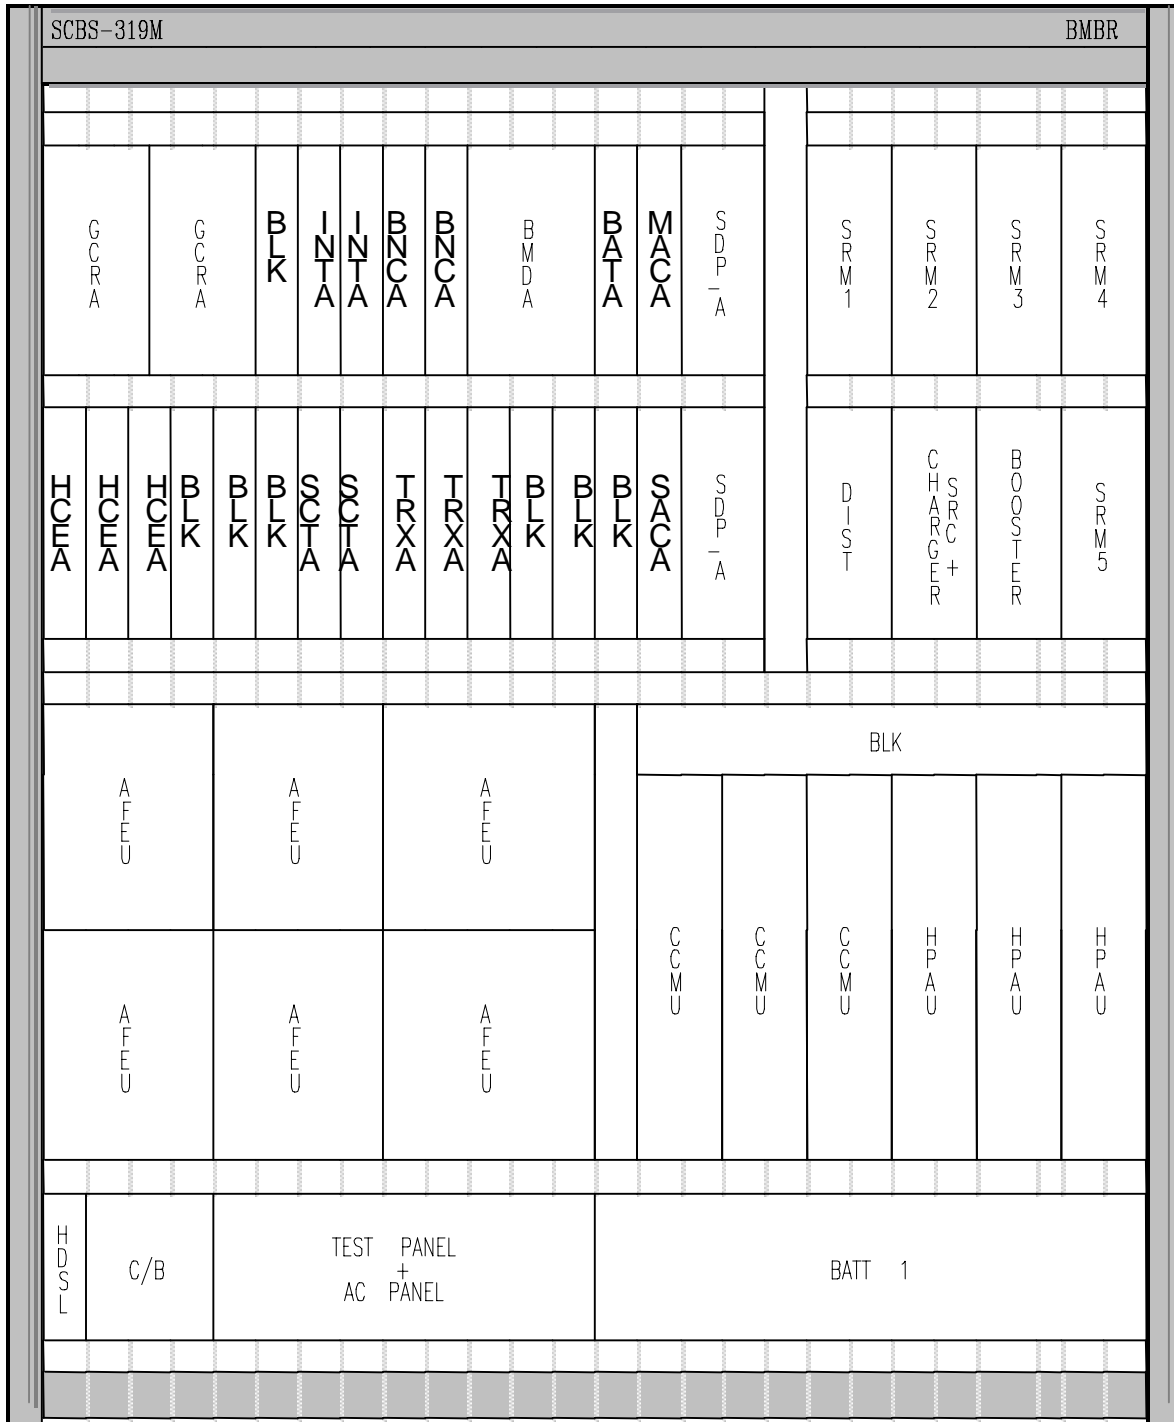 SCBS-319M BMBR
GCRA GCRA BLK INTA INTA BNCA BNCA BMDA BATA MACA SDP_A SRM1 SRM2 SRM3 SRM4
HCEA HCEA HCEA BLK BLK BLK SCTA SCTA TRXA TRXA TRXA BLK BLK BLK SACA SDP_A DIST SRC + CHARGER BOOSTER SRM5
BLK
AFEU AFEU AFEU
CCMU CCMU CCMU HPAU HPAU HPAU
AFEU AFEU AFEU
HDSL C/B
TEST PANEL
+
AC PANEL
BATT 1